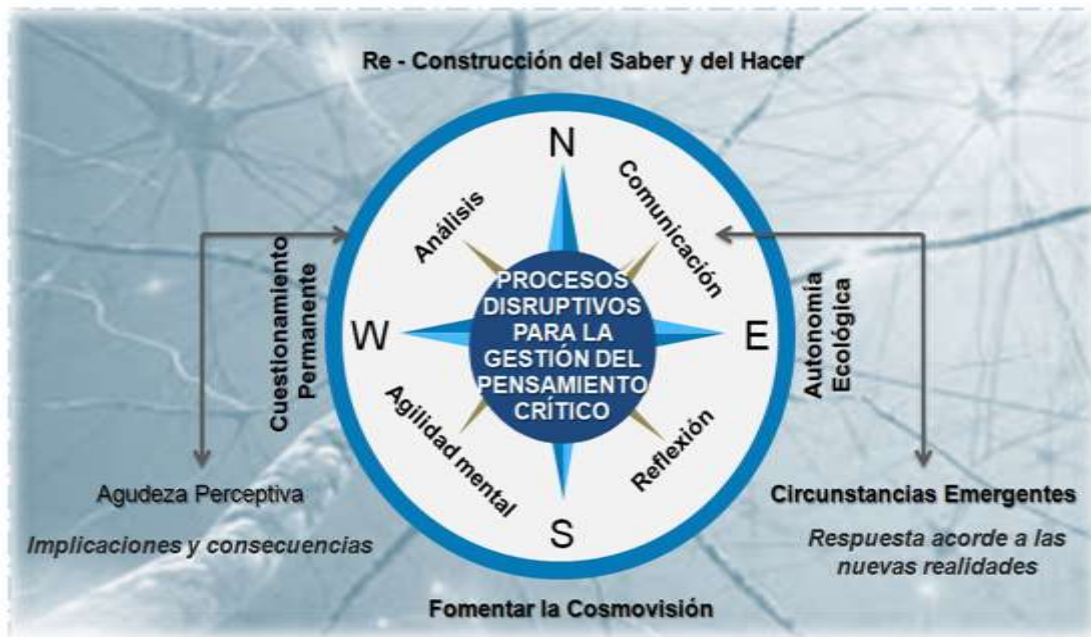 Re - Construcción del Saber y del Hacer
N
Análisis
Comunicación
Cuestionamiento
Permanente
W
PROCESOS
DISRUPTIVOS
PARA LA
GESTIÓN DEL
PENSAMIENTO
CRÍTICO
E
Autonomía
Ecológica
Agilidad mental
Reflexión
S
Agudeza Perceptiva
Implicaciones y consecuencias
Circunstancias Emergentes
Respuesta acorde a las
nuevas realidades
Fomentar la Cosmovisión